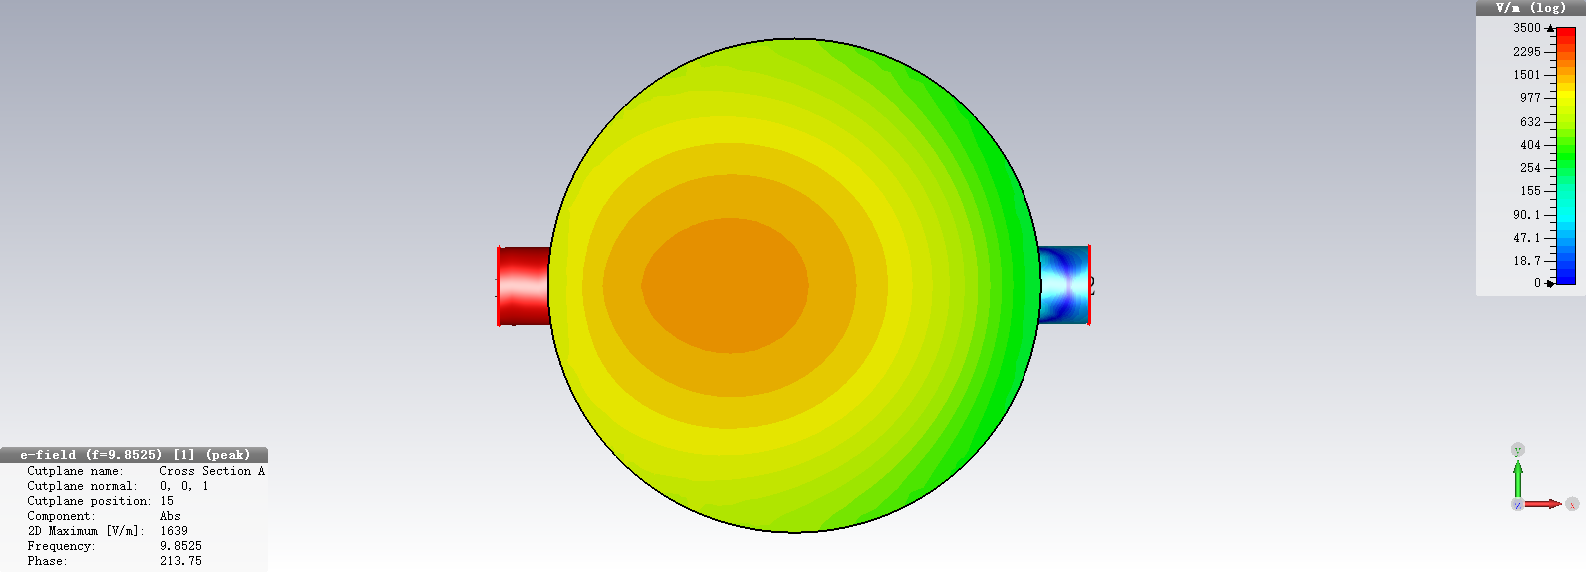 V/m (log)
3500
2295
1501
977
632
404
254
155
90.1
47.1
18.7
0
2
e-field (f=9.8525) [1] (peak)
Cutplane name: Cross Section A
Cutplane normal: 0, 0, 1
Cutplane position: 15
Component: Abs
2D Maximum [V/m]: 1639
Frequency: 9.8525
Phase: 213.75
y
z
x